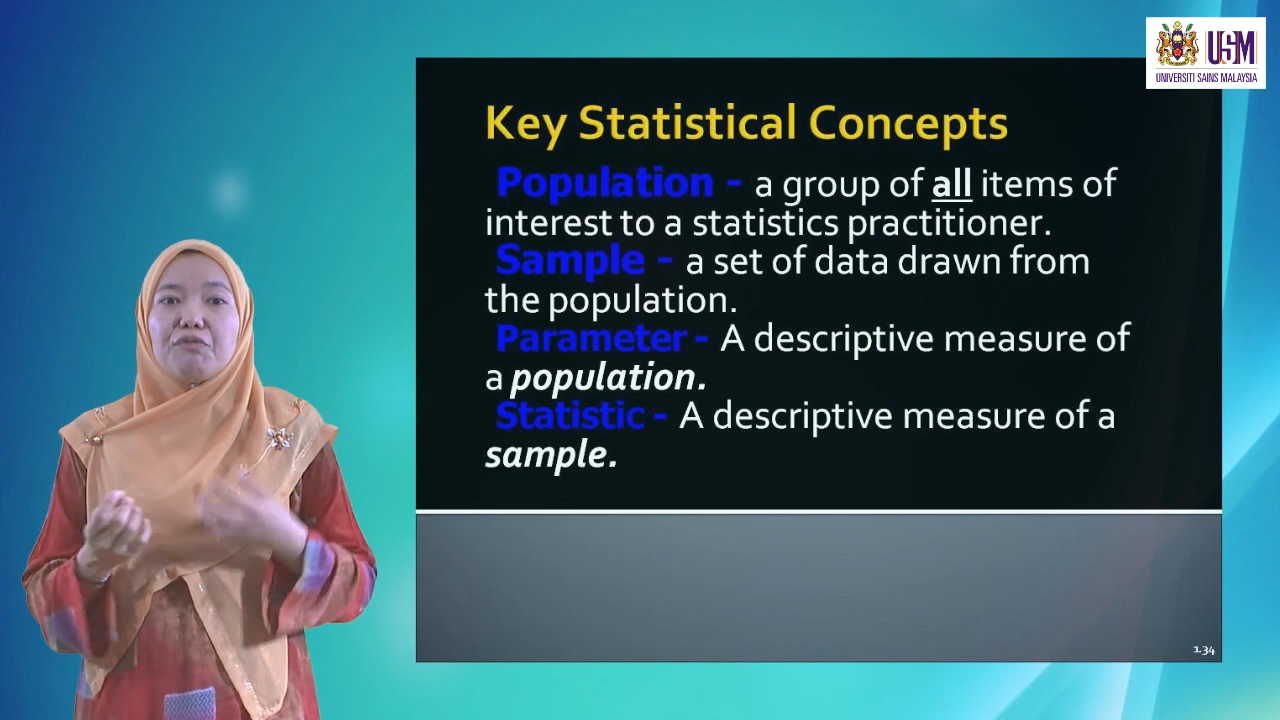 USM
UNIVERSITI SAINS MALAYSIA
Key Statistical Concepts
Population - a group of all items of
interest to a statistics practitioner.
Sample - a set of data drawn from
the population.
Parameter - A descriptive measure of
a population.
Statistic - A descriptive measure of a
sample.
1.34